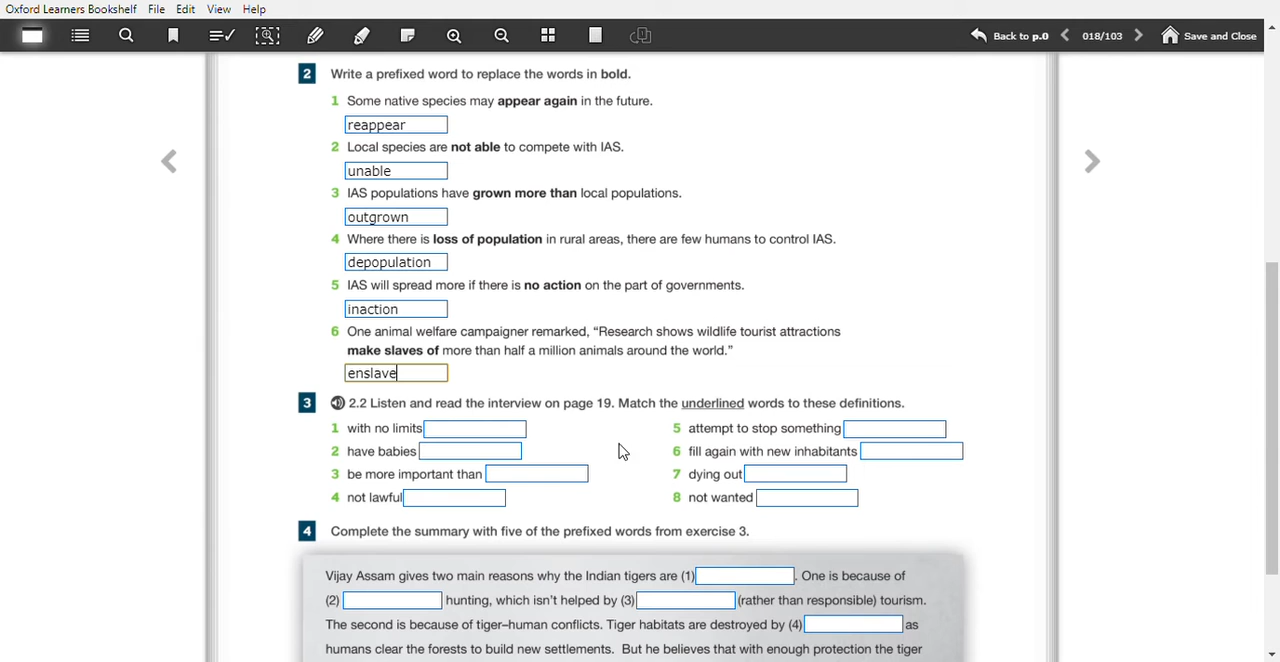 Oxford Learners Bookshelf File Edit View Help
Back to p.0 018/103 Save and Close
2 Write a prefixed word to replace the words in bold.
1 Some native species may appear again in the future.
reappear
2 Local species are not able to compete with IAS.
unable
3 IAS populations have grown more than local populations.
outgrown
4 Where there is loss of population in rural areas, there are few humans to control IAS.
depopulation
5 IAS will spread more if there is no action on the part of governments.
inaction
6 One animal welfare campaigner remarked, “Research shows wildlife tourist attractions
make slaves of more than half a million animals around the world.”
enslave
3 2.2 Listen and read the interview on page 19. Match the underlined words to these definitions.
1 with no limits
2 have babies
3 be more important than
4 not lawful
5 attempt to stop something
6 fill again with new inhabitants
7 dying out
8 not wanted
4 Complete the summary with five of the prefixed words from exercise 3.
Vijay Assam gives two main reasons why the Indian tigers are (1) . One is because of
(2) hunting, which isn’t helped by (3) (rather than responsible) tourism.
The second is because of tiger–human conflicts. Tiger habitats are destroyed by (4) as
humans clear the forests to build new settlements. But he believes that with enough protection the tiger